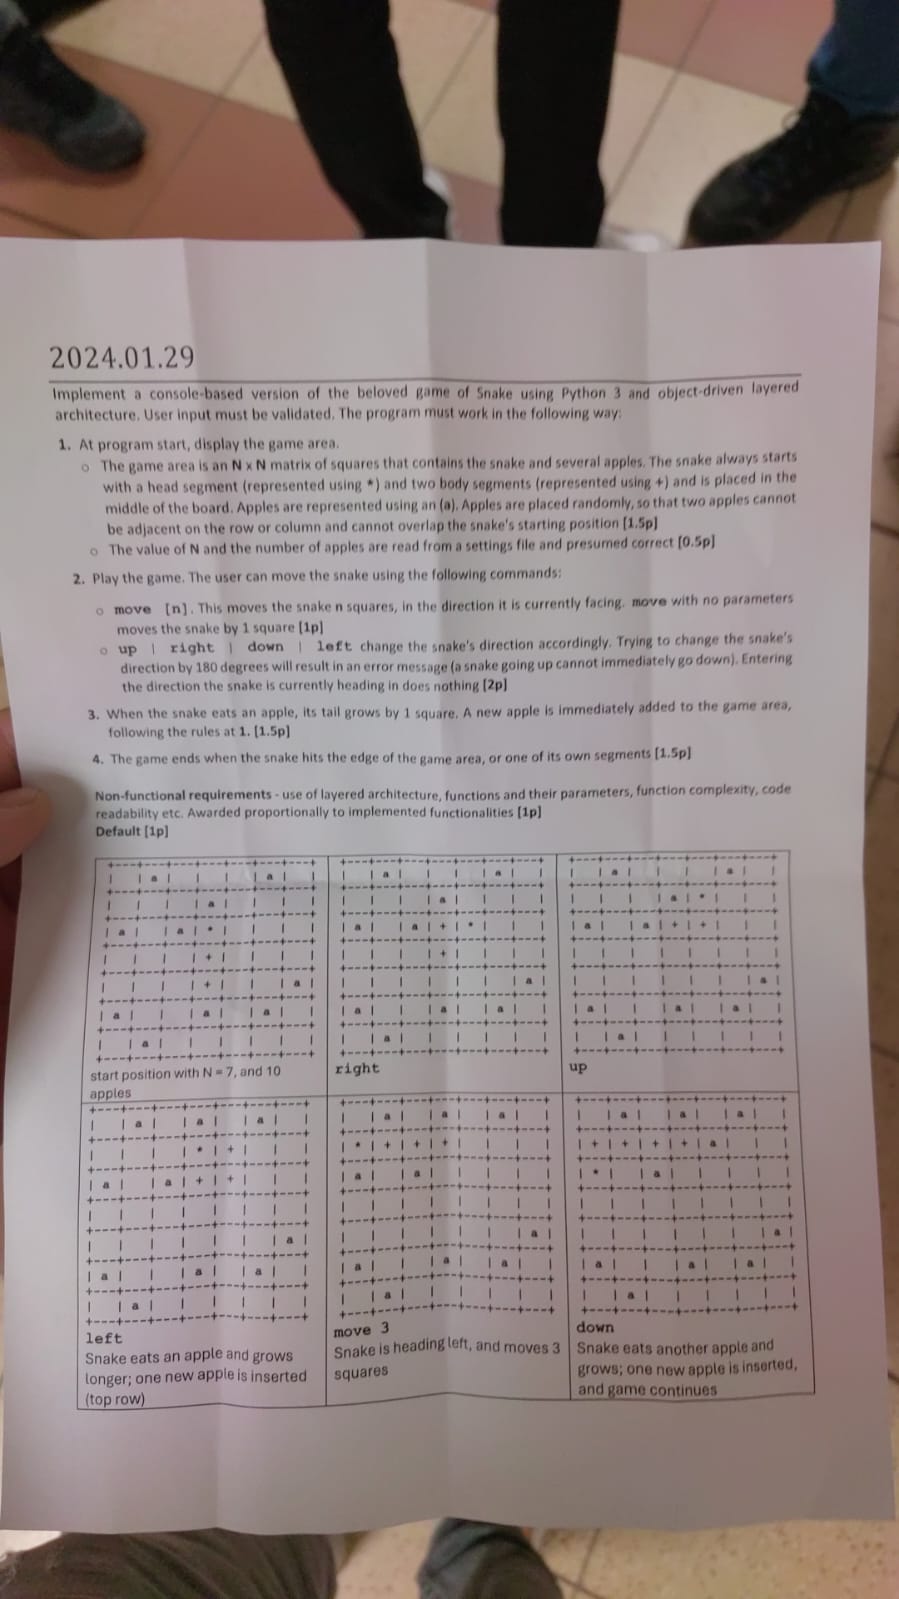 2024.01.29
Implement a console-based version of the beloved game of Snake using Python 3 and object-driven layered
architecture. User input must be validated. The program must work in the following way:
1. At program start, display the game area.
o The game area is an N x N matrix of squares that contains the snake and several apples. The snake always starts
with a head segment (represented using *) and two body segments (represented using +) and is placed in the
middle of the board. Apples are represented using an (a). Apples are placed randomly, so that two apples cannot
be adjacent on the row or column and cannot overlap the snake's starting position [1.5p]
o The value of N and the number of apples are read from a settings file and presumed correct [0.5p]
2. Play the game. The user can move the snake using the following commands:
o move [n]. This moves the snake n squares, in the direction it is currently facing. move with no parameters
moves the snake by 1 square [1p]
o up | right | down | left change the snake's direction accordingly. Trying to change the snake's
direction by 180 degrees will result in an error message (a snake going up cannot immediately go down). Entering
the direction the snake is currently heading in does nothing [2p]
3. When the snake eats an apple, its tail grows by 1 square. A new apple is immediately added to the game area,
following the rules at 1. [1.5p]
4. The game ends when the snake hits the edge of the game area, or one of its own segments [1.5p]
Non-functional requirements - use of layered architecture, functions and their parameters, function complexity, code
readability etc. Awarded proportionally to implemented functionalities [1p]
Default [1p]
start position with N = 7, and 10
apples
right
up
left
Snake eats an apple and grows
longer; one new apple is inserted
(top row)
move 3
Snake is heading left, and moves 3
squares
down
Snake eats another apple and
grows; one new apple is inserted,
and game continues